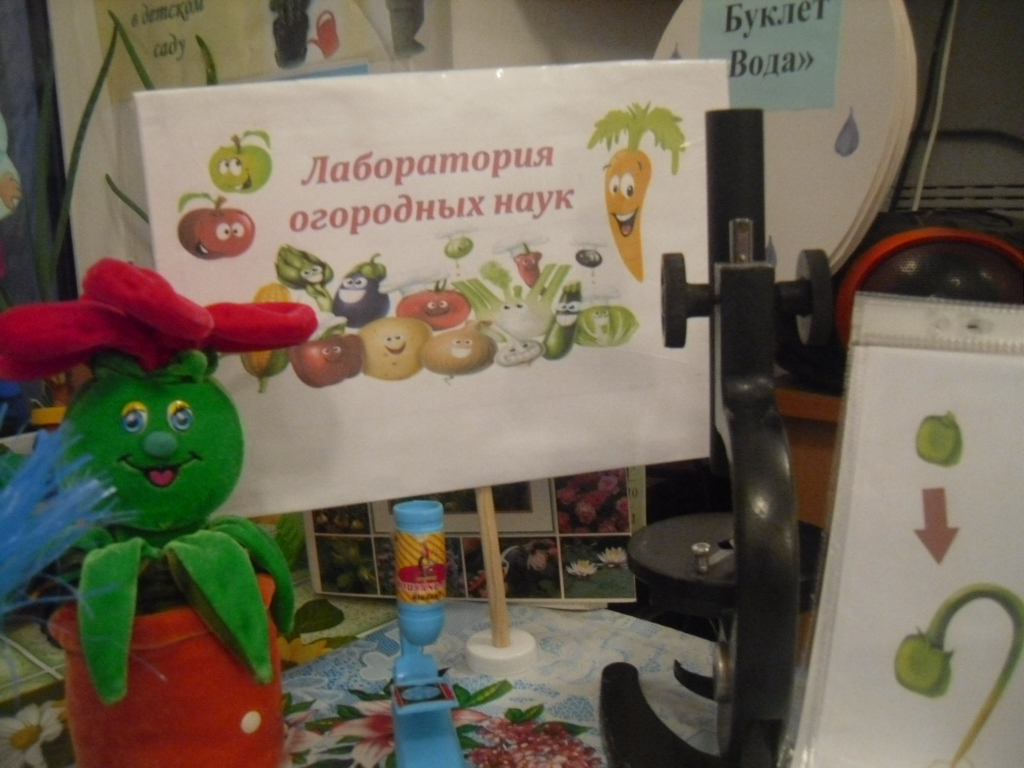 в детском
саду
Буклет
Вода»
Лаборатория
огородных наук